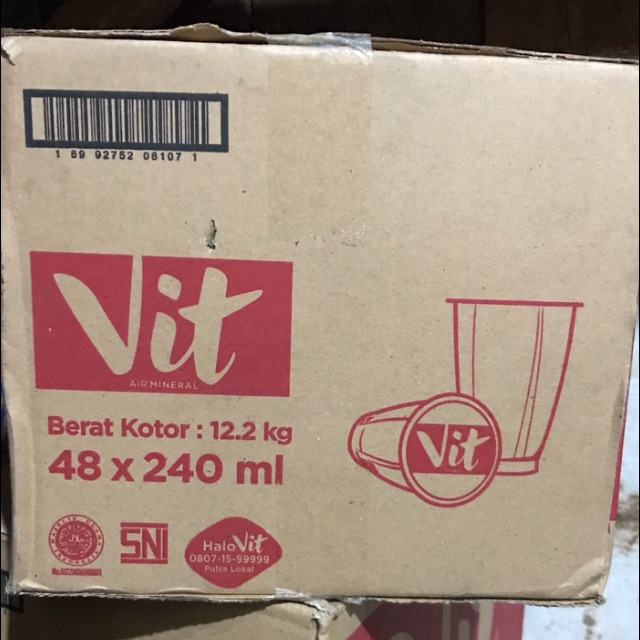 1 89 92752 08107 1
Vit
AIR MINERAL
Berat Kotor : 12.2 kg
48 x 240 ml
Vit
SNI
Halo Vit
0807-15-99999
Pulsa Lokal